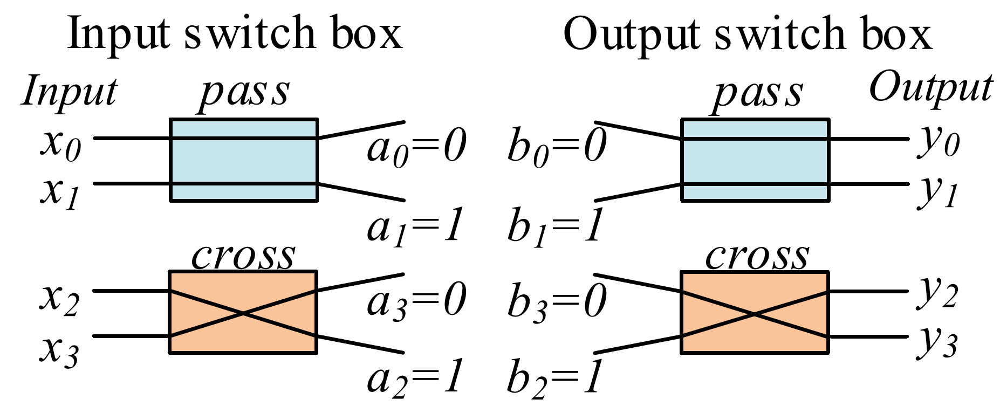 Input switch box
Output switch box
Input
pass
pass
Output
x0
a0=0
b0=0
y0
x1
a1=1
b1=1
y1
cross
cross
x2
a3=0
b3=0
y2
x3
a2=1
b2=1
y3